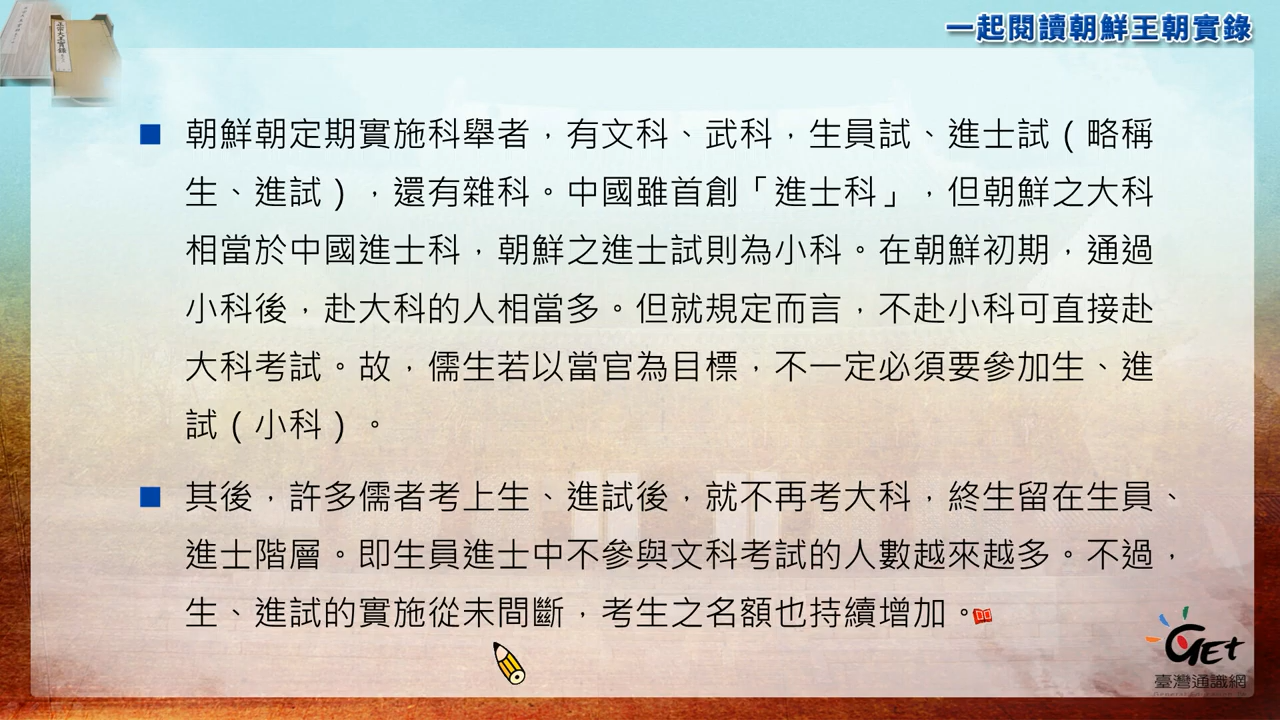 一起閱讀朝鮮王朝實錄
正宗大王實錄
朝鮮朝定期實施科舉者，有文科、武科，生員試、進士試（略稱
生、進試），還有雜科。中國雖首創「進士科」，但朝鮮之大科
相當於中國進士科，朝鮮之進士試則為小科。在朝鮮初期，通過
小科後，赴大科的人相當多。但就規定而言，不赴小科可直接赴
大科考試。故，儒生若以當官為目標，不一定必須要參加生、進
試（小科）。
其後，許多儒者考上生、進試後，就不再考大科，終生留在生員、
進士階層。即生員進士中不參與文科考試的人數越來越多。不過，
生、進試的實施從未間斷，考生之名額也持續增加。
GEt
臺灣通識網